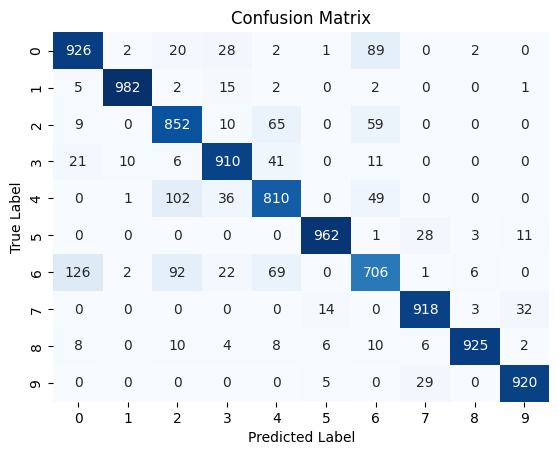 Confusion Matrix
0 926 2 20 28 2 1 89 0 2 0
1 5 982 2 15 2 0 2 0 0 1
2 9 0 852 10 65 0 59 0 0 0
3 21 10 6 910 41 0 11 0 0 0
4 0 1 102 36 810 0 49 0 0 0
5 0 0 0 0 0 962 1 28 3 11
6 126 2 92 22 69 0 706 1 6 0
7 0 0 0 0 0 14 0 918 3 32
8 8 0 10 4 8 6 10 6 925 2
9 0 0 0 0 0 5 0 29 0 920
0 1 2 3 4 5 6 7 8 9
True Label
Predicted Label